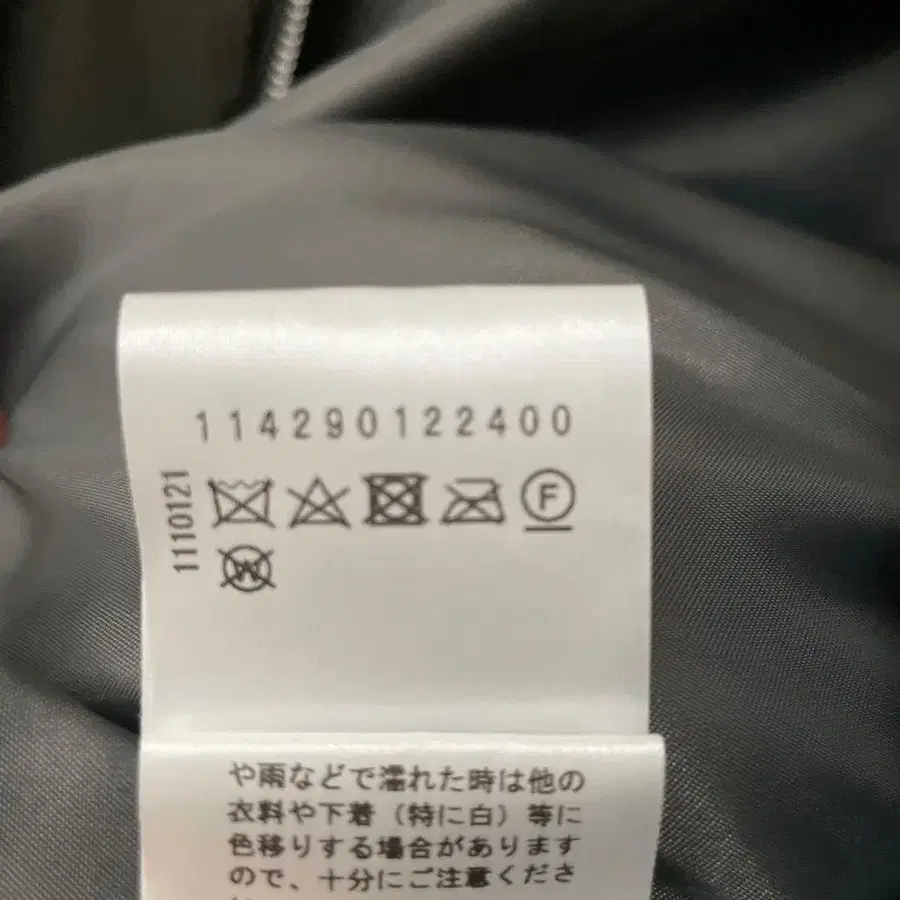 114290122400
1110121
F
W
や雨などで濡れた時は他の
衣料や下着（特に白）等に
色移りする場合があります
ので、十分にご注意くださ